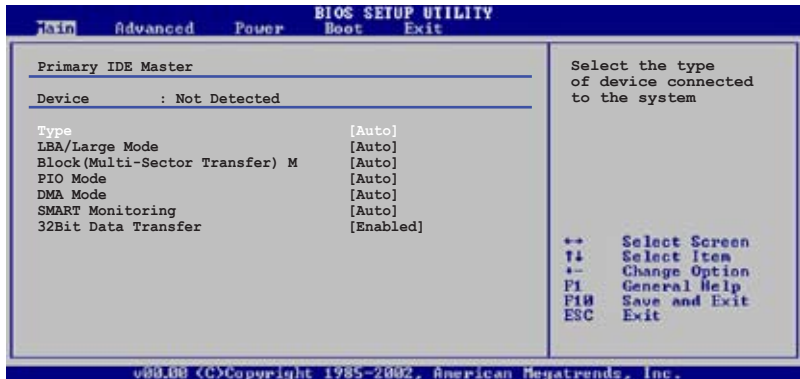 BIOS SETUP UTILITY
Main Advanced Power Boot Exit
Primary IDE Master
Device : Not Detected
Type [Auto]
LBA/Large Mode [Auto]
Block(Multi-Sector Transfer) M [Auto]
PIO Mode [Auto]
DMA Mode [Auto]
SMART Monitoring [Auto]
32Bit Data Transfer [Enabled]
Select the type
of device connected
to the system
↔ Select Screen
↑↓ Select Item
+- Change Option
F1 General Help
F10 Save and Exit
ESC Exit
v00.00 (C)Copyright 1985-2002, American Megatrends, Inc.